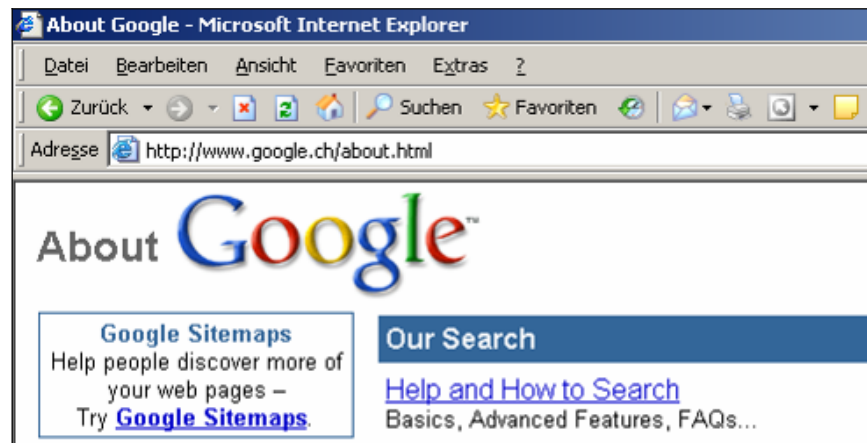 About Google - Microsoft Internet Explorer
Datei Bearbeiten Ansicht Favoriten Extras ?
Zurück Suchen Favoriten
Adresse http://www.google.ch/about.html
About Google™
Google Sitemaps
Help people discover more of
your web pages –
Try Google Sitemaps.
Our Search
Help and How to Search
Basics, Advanced Features, FAQs...